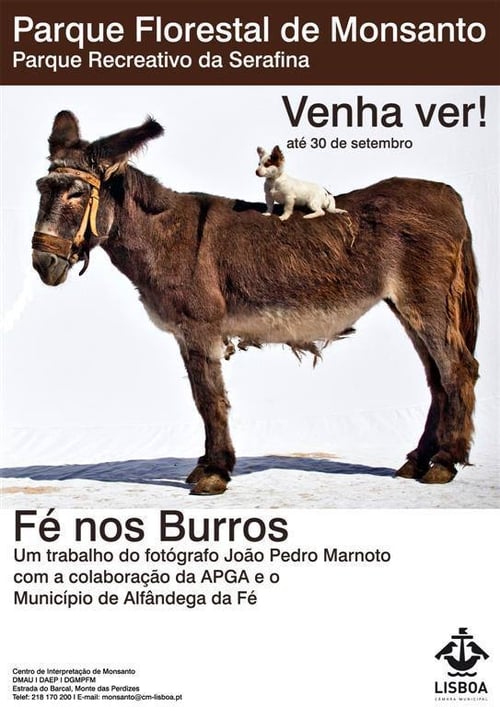 Parque Florestal de Monsanto
Parque Recreativo da Serafina
Venha ver!
até 30 de setembro
Fé nos Burros
Um trabalho do fotógrafo João Pedro Marnoto
com a colaboração da APGA e o
Município de Alfândega da Fé
Centro de Interpretação de Monsanto
DMAU I DAEP I DGMPFM
Estrada do Barcal, Monte das Perdizes
Telef: 218 170 200 I E-mail: monsanto@cm-lisboa.pt
LISBOA
CÂMARA MUNICIPAL